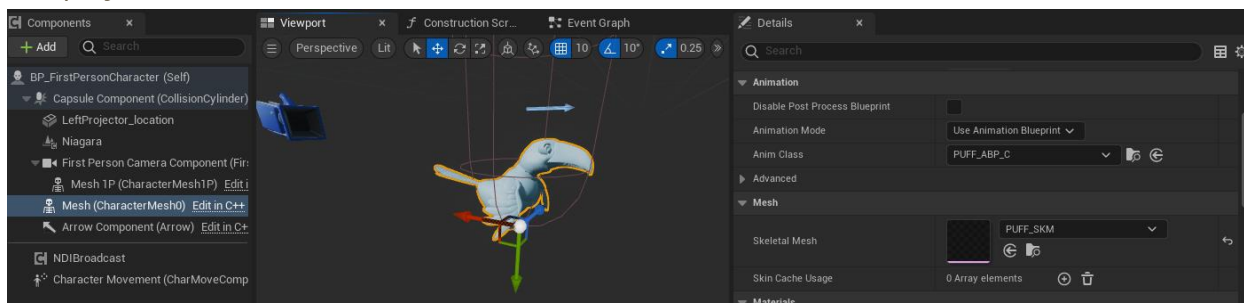 Components
+ Add Search
BP_FirstPersonCharacter (Self)
Capsule Component (CollisionCylinder)
LeftProjector_location
Niagara
First Person Camera Component (Fir
Mesh 1P (CharacterMesh1P) Edit i
Mesh (CharacterMesh0) Edit in C++
Arrow Component (Arrow) Edit in C+
NDIBroadcast
Character Movement (CharMoveComp
Viewport Construction Scr... Event Graph
Perspective Lit 10 10° 0.25
Details
Search
Animation
Disable Post Process Blueprint
Animation Mode Use Animation Blueprint
Anim Class PUFF_ABP_C
Advanced
Mesh
Skeletal Mesh PUFF_SKM
Skin Cache Usage 0 Array elements
Materials